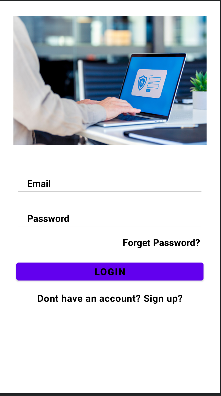 Email
Password
Forget Password?
LOGIN
Dont have an account? Sign up?